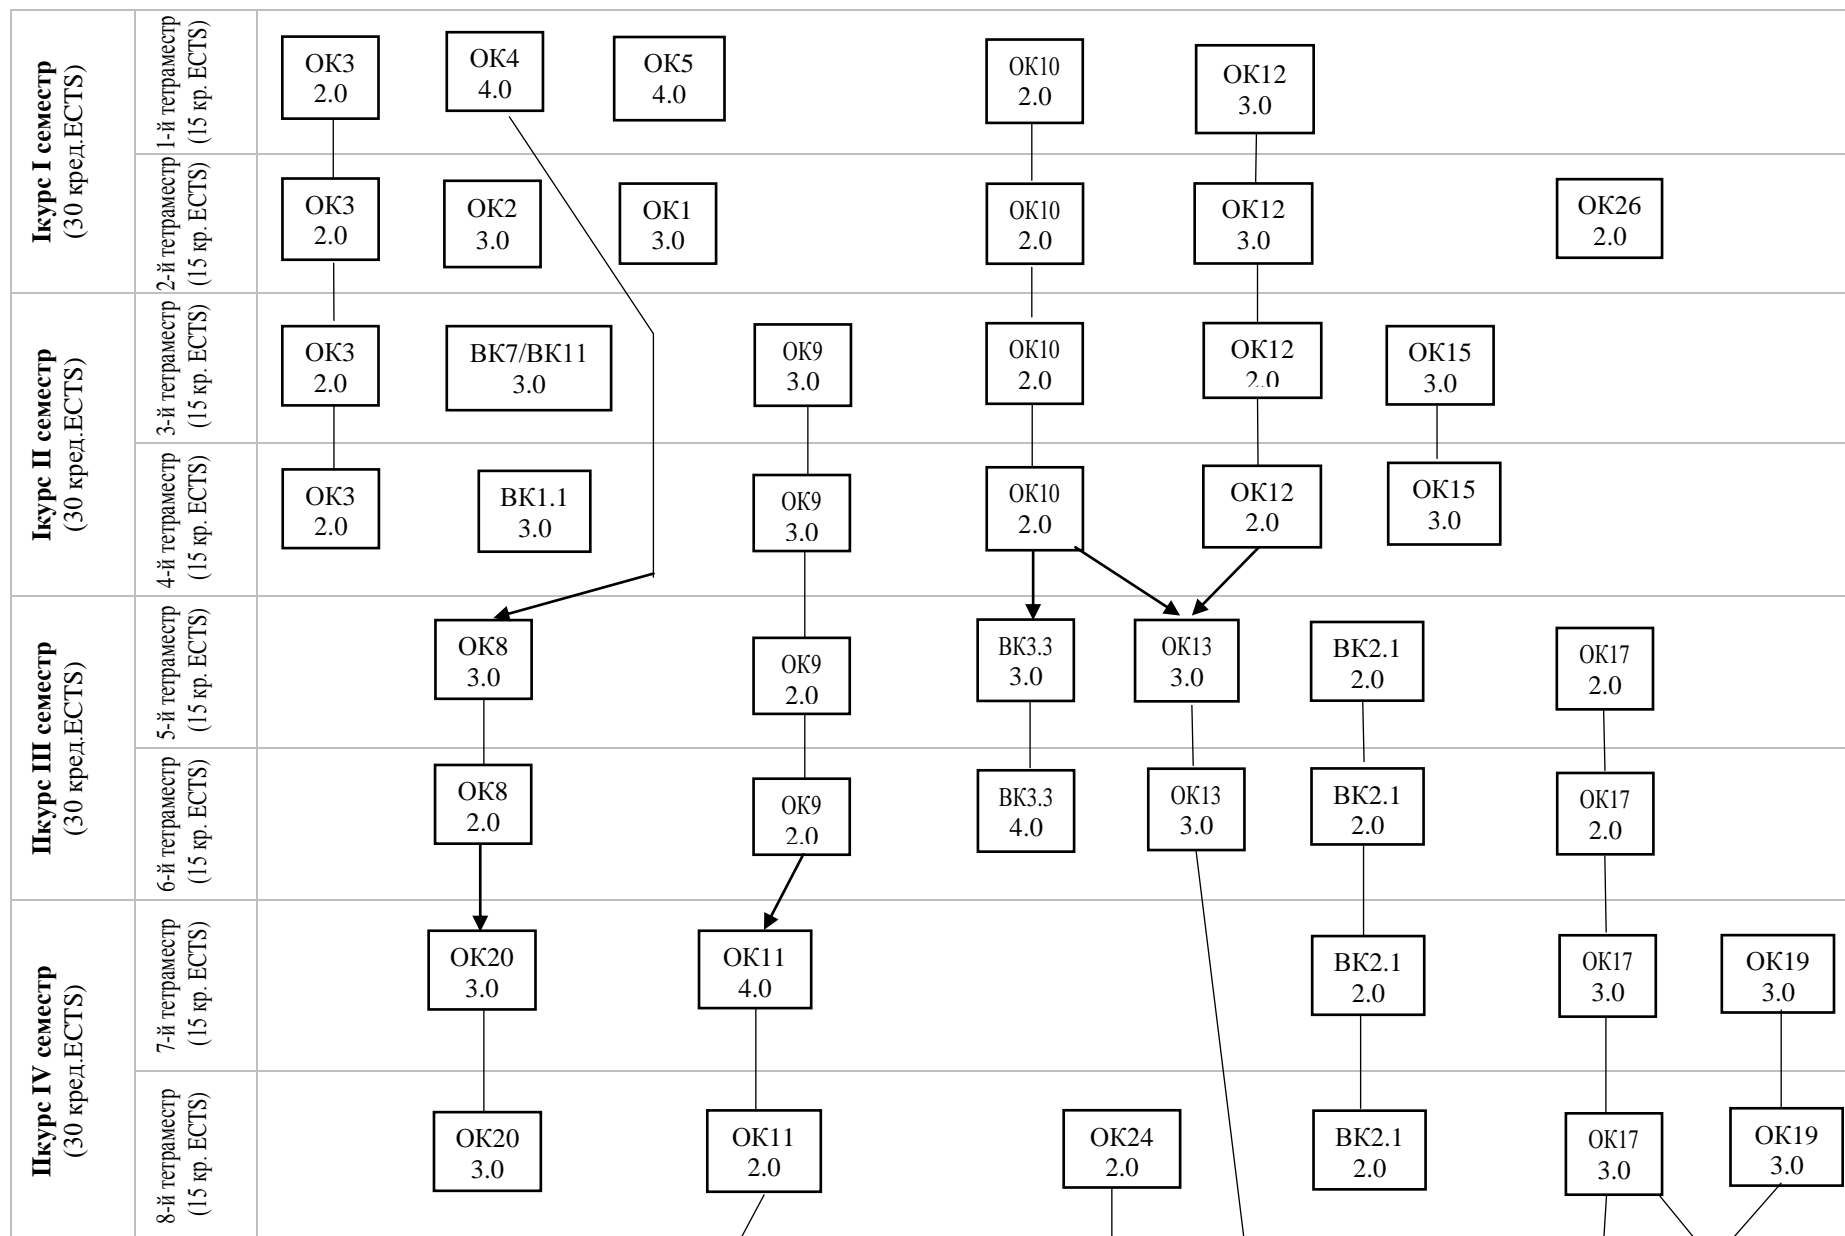 Iкурс I семестр
(30 кред.ECTS)
1-й тетраместр
(15 кр. ECTS)
ОК3
2.0
ОК4
4.0
ОК5
4.0
ОК10
2.0
ОК12
3.0
2-й тетраместр
(15 кр. ECTS)
ОК3
2.0
ОК2
3.0
ОК1
3.0
ОК10
2.0
ОК12
3.0
ОК26
2.0
Iкурс II семестр
(30 кред.ECTS)
3-й тетраместр
(15 кр. ECTS)
ОК3
2.0
ВК7/ВК11
3.0
ОК9
3.0
ОК10
2.0
ОК12
2.0
ОК15
3.0
4-й тетраместр
(15 кр. ECTS)
ОК3
2.0
ВК1.1
3.0
ОК9
3.0
ОК10
2.0
ОК12
2.0
ОК15
3.0
IIкурс III семестр
(30 кред.ECTS)
5-й тетраместр
(15 кр. ECTS)
ОК8
3.0
ОК9
2.0
ВК3.3
3.0
ОК13
3.0
ВК2.1
2.0
ОК17
2.0
6-й тетраместр
(15 кр. ECTS)
ОК8
2.0
ОК9
2.0
ВК3.3
4.0
ОК13
3.0
ВК2.1
2.0
ОК17
2.0
IIкурс IV семестр
(30 кред.ECTS)
7-й тетраместр
(15 кр. ECTS)
ОК20
3.0
ОК11
4.0
ВК2.1
2.0
ОК17
3.0
ОК19
3.0
8-й тетраместр
(15 кр. ECTS)
ОК20
3.0
ОК11
2.0
ОК24
2.0
ВК2.1
2.0
ОК17
3.0
ОК19
3.0